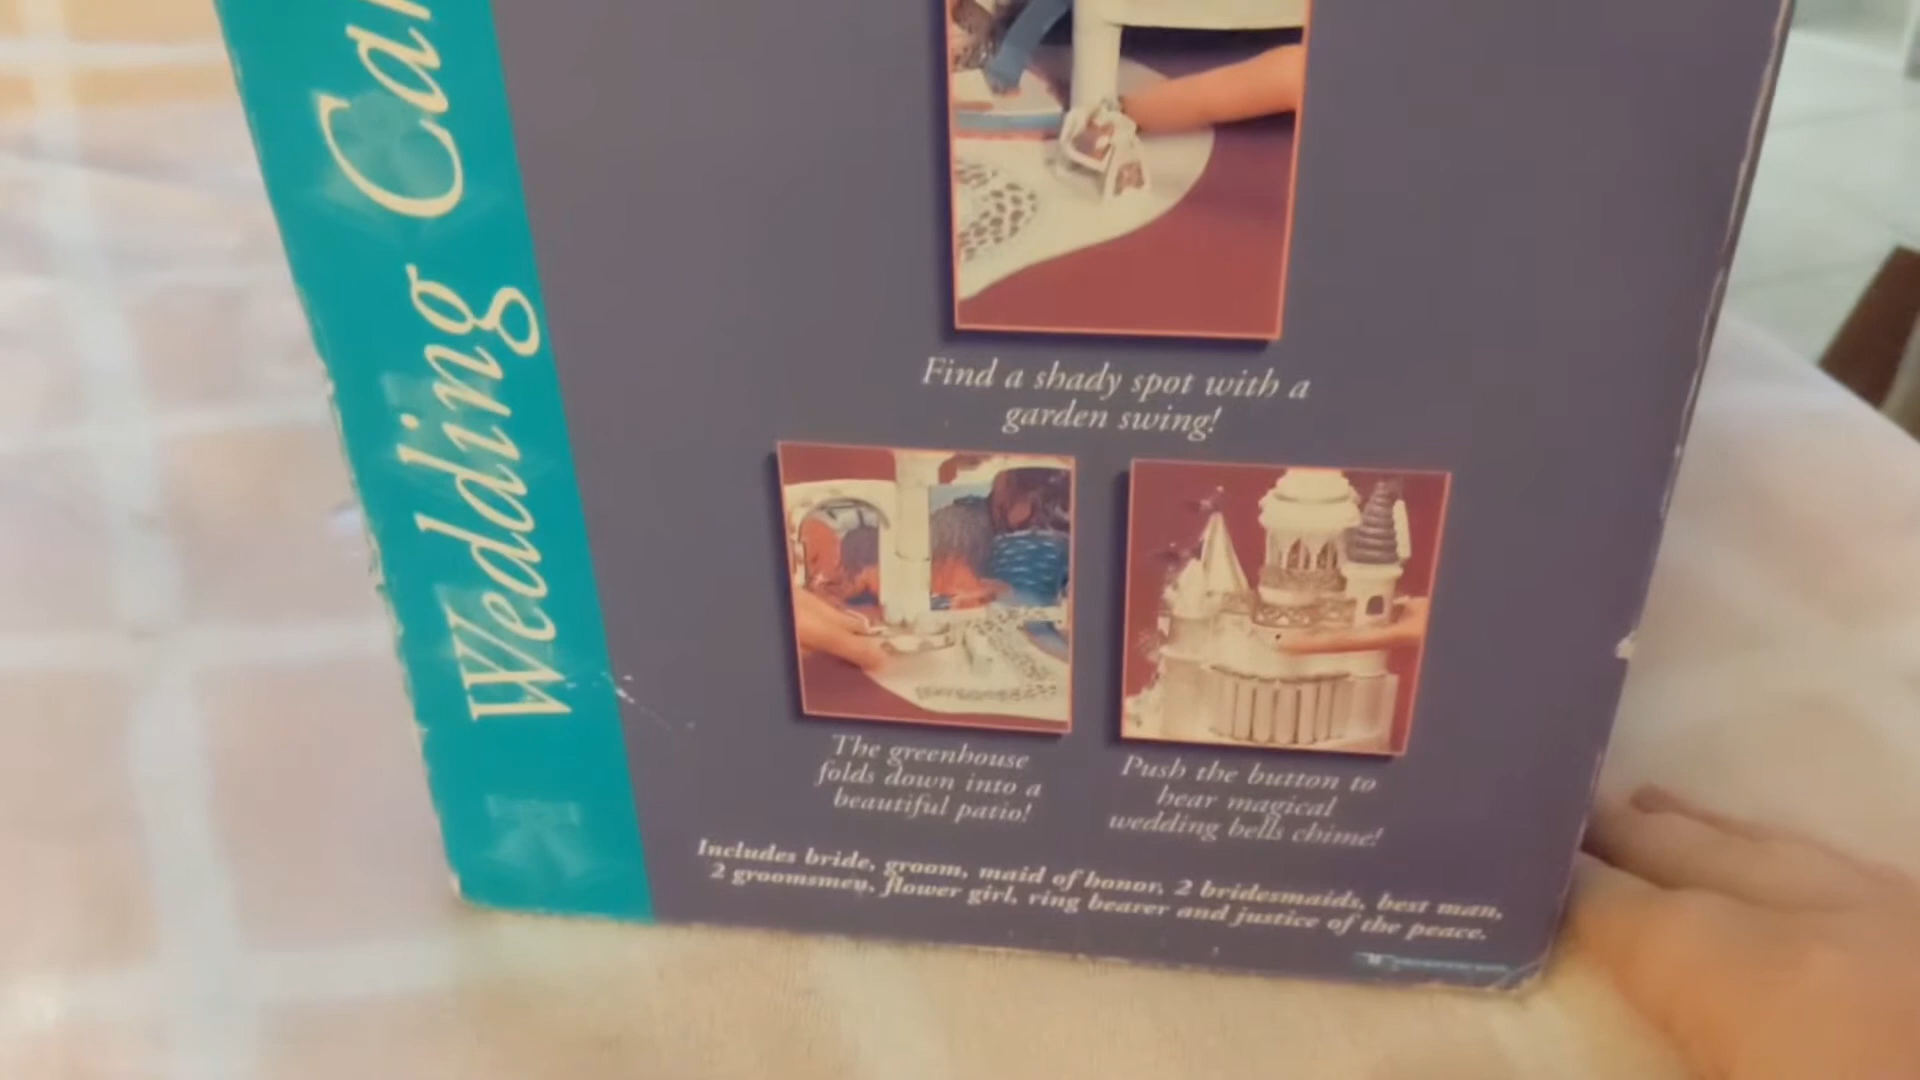 Wedding Ca
Find a shady spot with a
garden swing!
The greenhouse
folds down into a
beautiful patio!
Push the button to
hear magical
wedding bells chime!
Includes bride, groom, maid of honor, 2 bridesmaids, best man,
2 groomsmen, flower girl, ring bearer and justice of the peace.